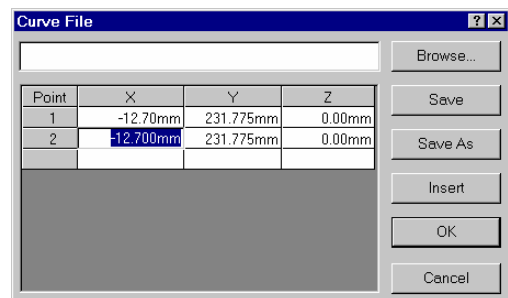 Curve File
Browse...
Point X Y Z
1 -12.70mm 231.775mm 0.00mm
2 -12.700mm 231.775mm 0.00mm
Save
Save As
Insert
OK
Cancel